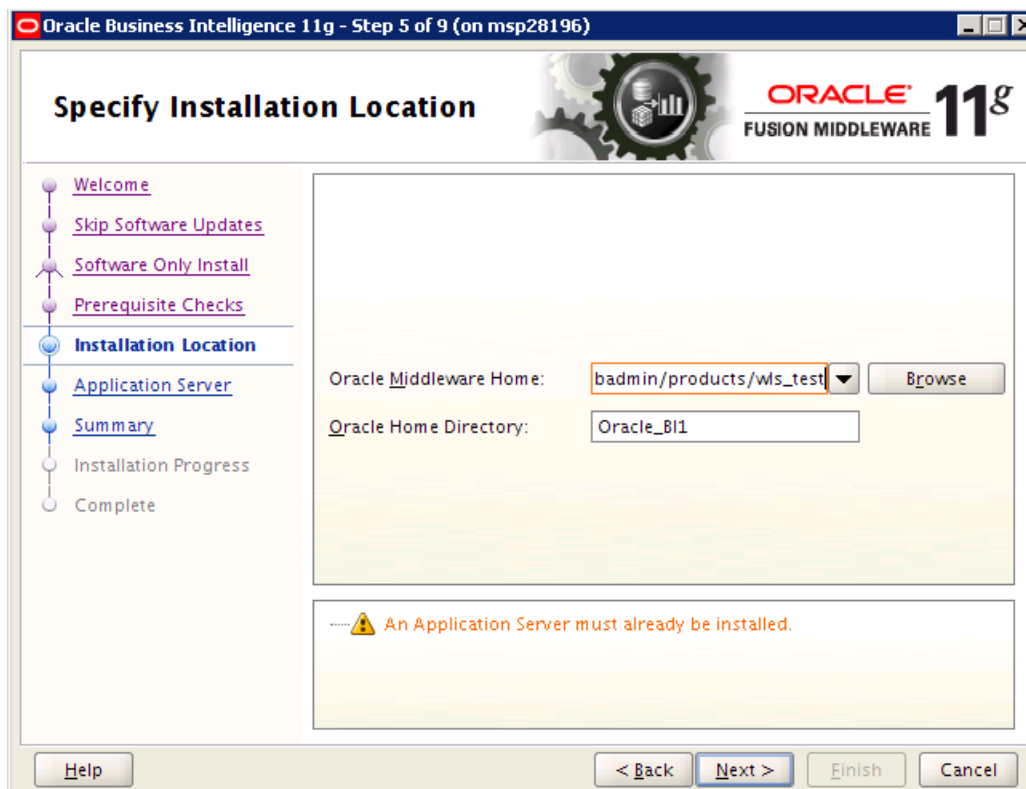 Oracle Business Intelligence 11g - Step 5 of 9 (on msp28196)
Specify Installation Location
ORACLE
FUSION MIDDLEWARE
11g
Welcome
Skip Software Updates
Software Only Install
Prerequisite Checks
Installation Location
Application Server
Summary
Installation Progress
Complete
Oracle Middleware Home:
badmin/products/wls_test
Browse
Oracle Home Directory:
Oracle_BI1
An Application Server must already be installed.
Help
< Back
Next >
Finish
Cancel